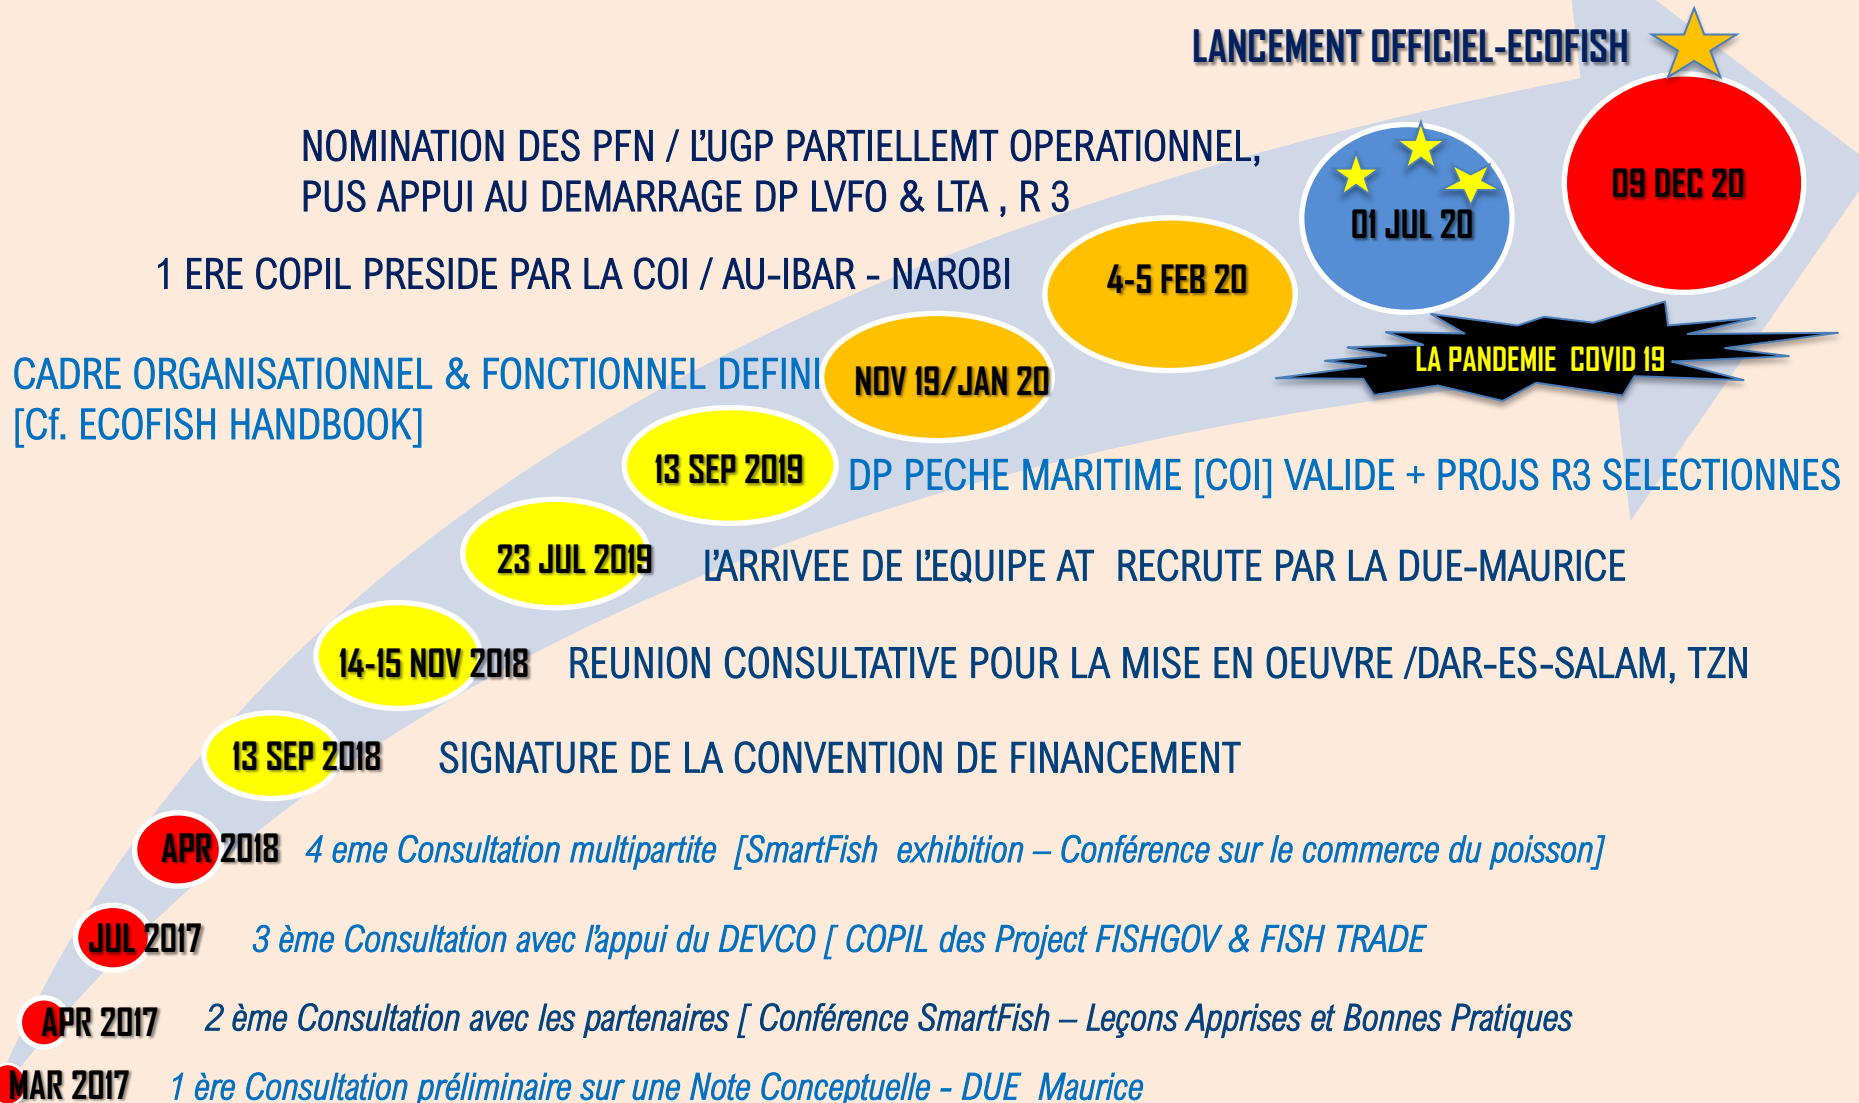 LANCEMENT OFFICIEL-ECOFISH
09 DEC 20
NOMINATION DES PFN / L'UGP PARTIELLEMT OPERATIONNEL,
PUS APPUI AU DEMARRAGE DP LVFO & LTA , R 3
01 JUL 20
LA PANDEMIE COVID 19
1 ERE COPIL PRESIDE PAR LA COI / AU-IBAR - NAROBI
4-5 FEB 20
CADRE ORGANISATIONNEL & FONCTIONNEL DEFINI
[Cf. ECOFISH HANDBOOK]
NOV 19/JAN 20
13 SEP 2019
DP PECHE MARITIME [COI] VALIDE + PROJS R3 SELECTIONNES
23 JUL 2019
L'ARRIVEE DE L'EQUIPE AT RECRUTE PAR LA DUE-MAURICE
14-15 NOV 2018
REUNION CONSULTATIVE POUR LA MISE EN OEUVRE /DAR-ES-SALAM, TZN
13 SEP 2018
SIGNATURE DE LA CONVENTION DE FINANCEMENT
APR 2018
4 eme Consultation multipartite [SmartFish exhibition – Conférence sur le commerce du poisson]
JUL 2017
3 ème Consultation avec l'appui du DEVCO [ COPIL des Project FISHGOV & FISH TRADE
APR 2017
2 ème Consultation avec les partenaires [ Conférence SmartFish – Leçons Apprises et Bonnes Pratiques
MAR 2017
1 ère Consultation préliminaire sur une Note Conceptuelle - DUE Maurice